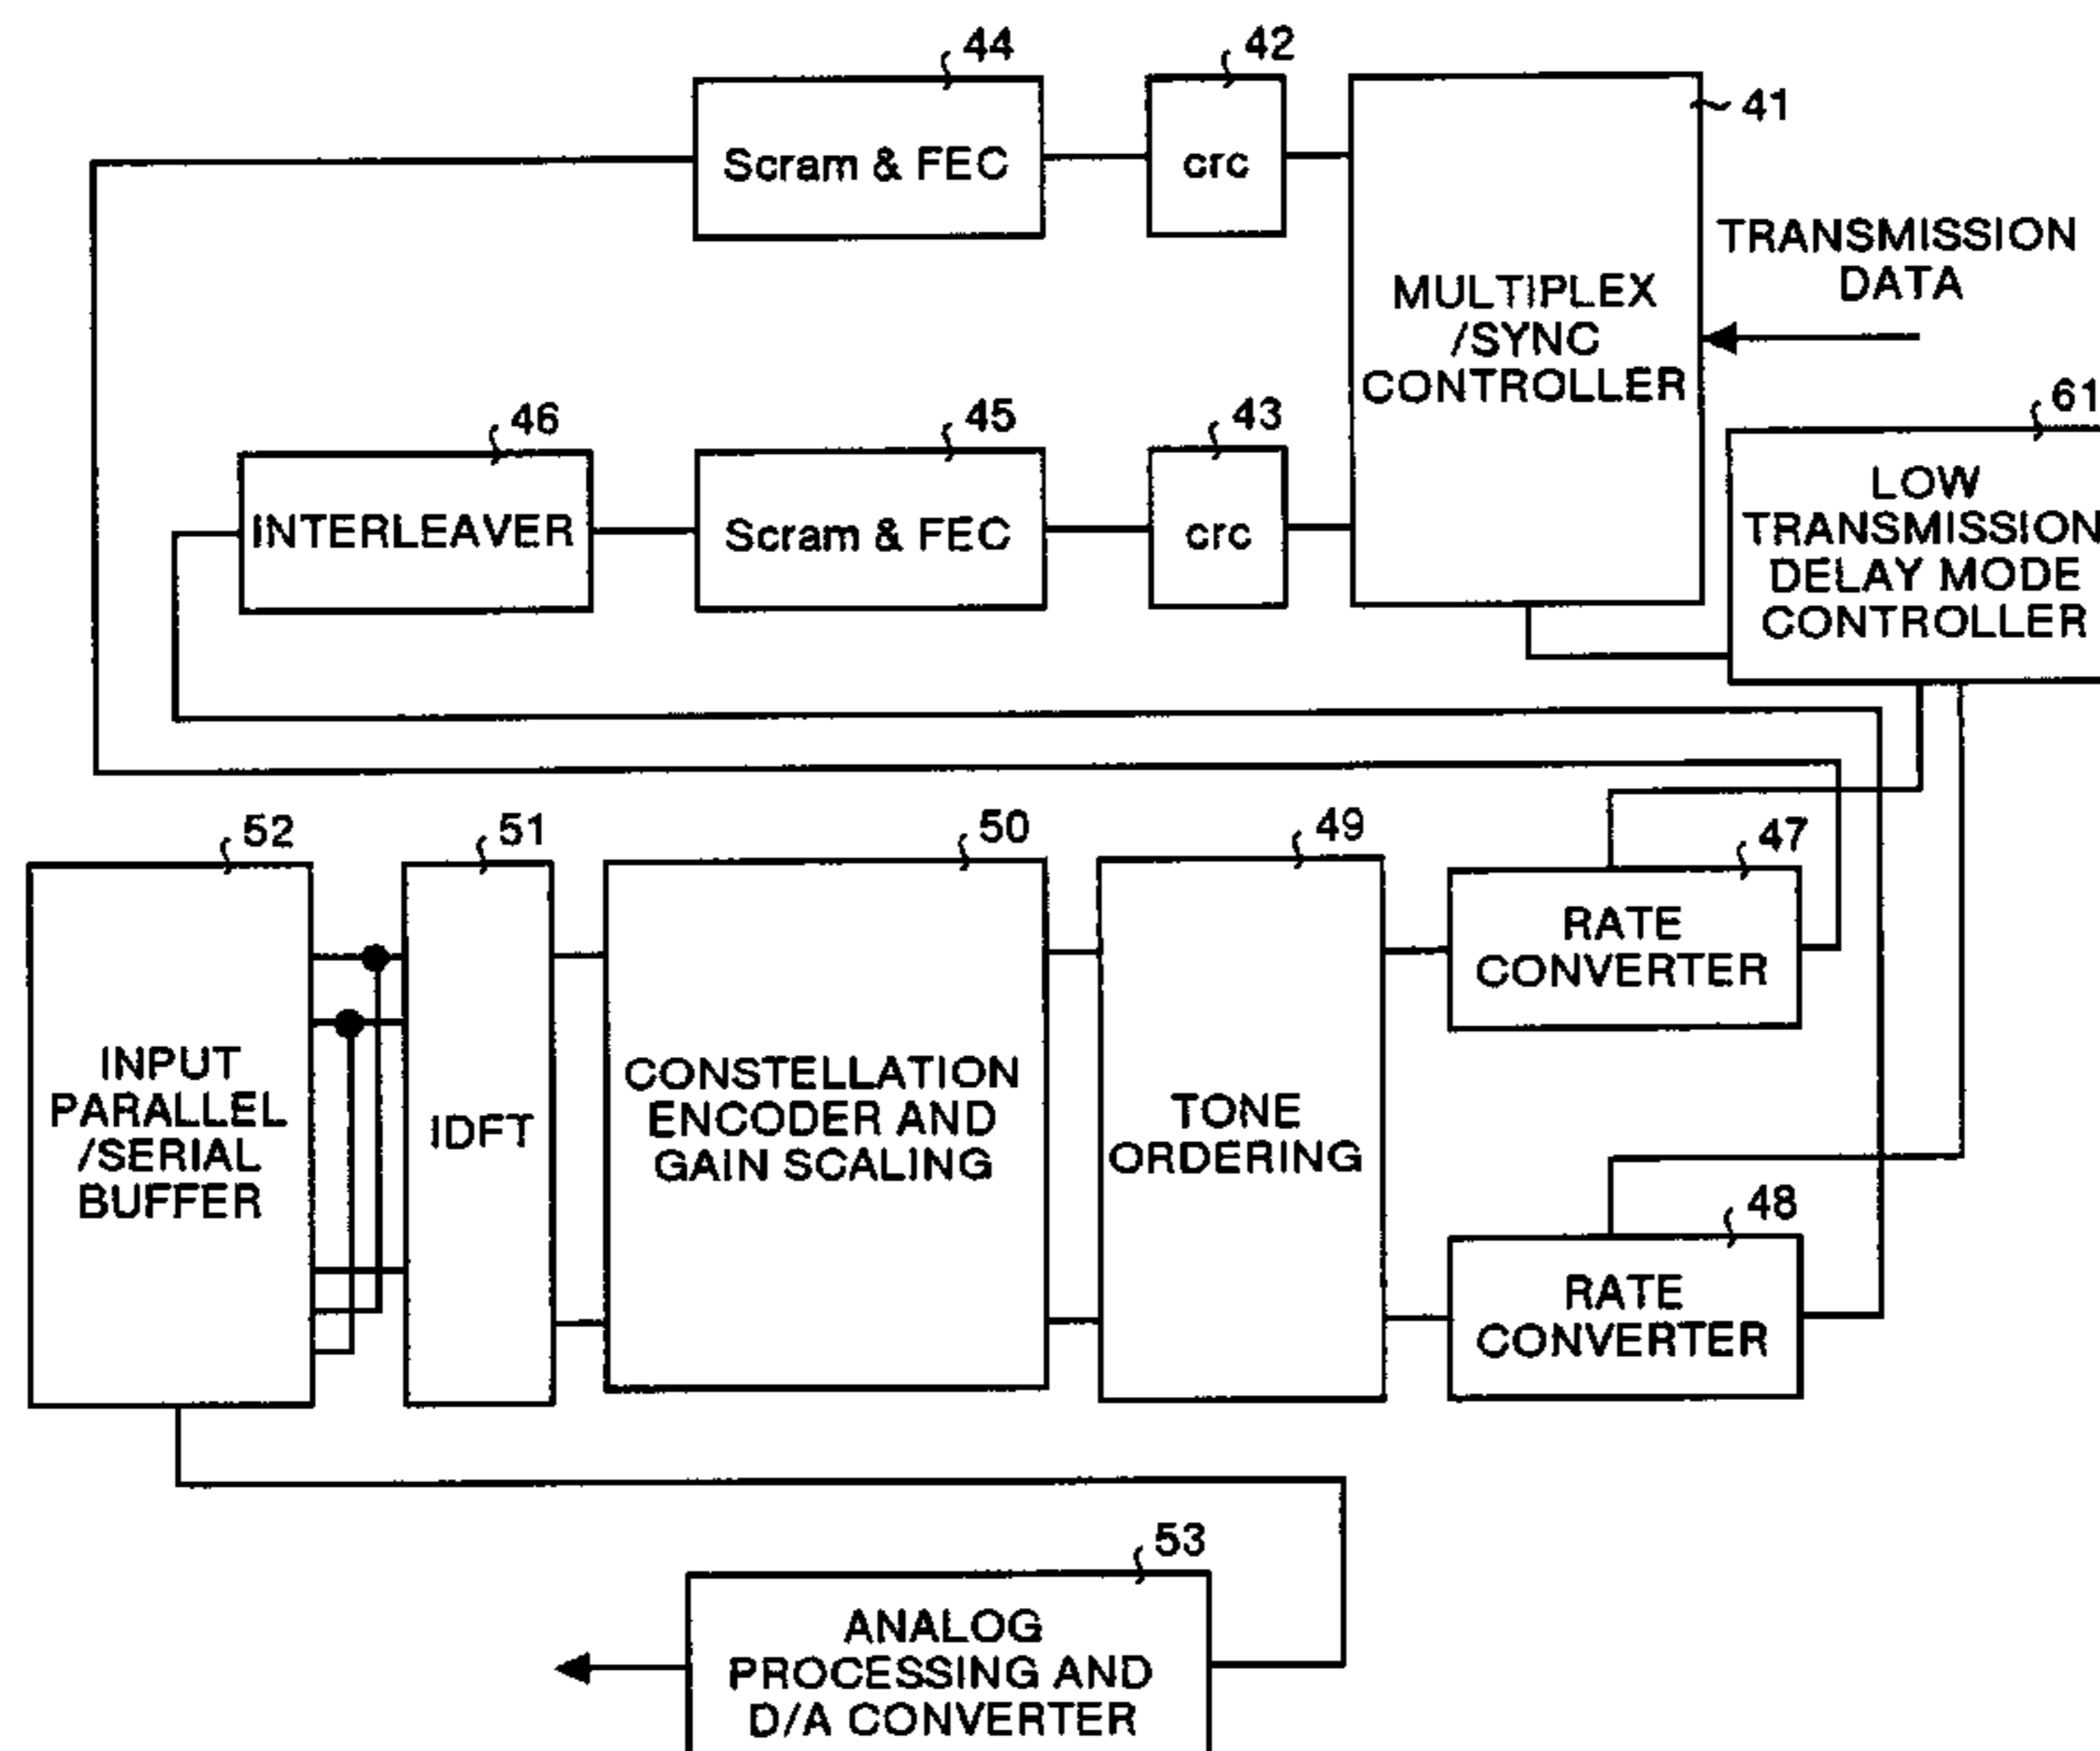 44
42
41
Scram & FEC
crc
MULTIPLEX
/SYNC
CONTROLLER
TRANSMISSION
DATA
46
45
43
61
INTERLEAVER
Scram & FEC
crc
LOW
TRANSMISSION
DELAY MODE
CONTROLLER
52
51
50
49
47
INPUT
PARALLEL
/SERIAL
BUFFER
IDFT
CONSTELLATION
ENCODER AND
GAIN SCALING
TONE
ORDERING
RATE
CONVERTER
48
RATE
CONVERTER
53
ANALOG
PROCESSING AND
D/A CONVERTER